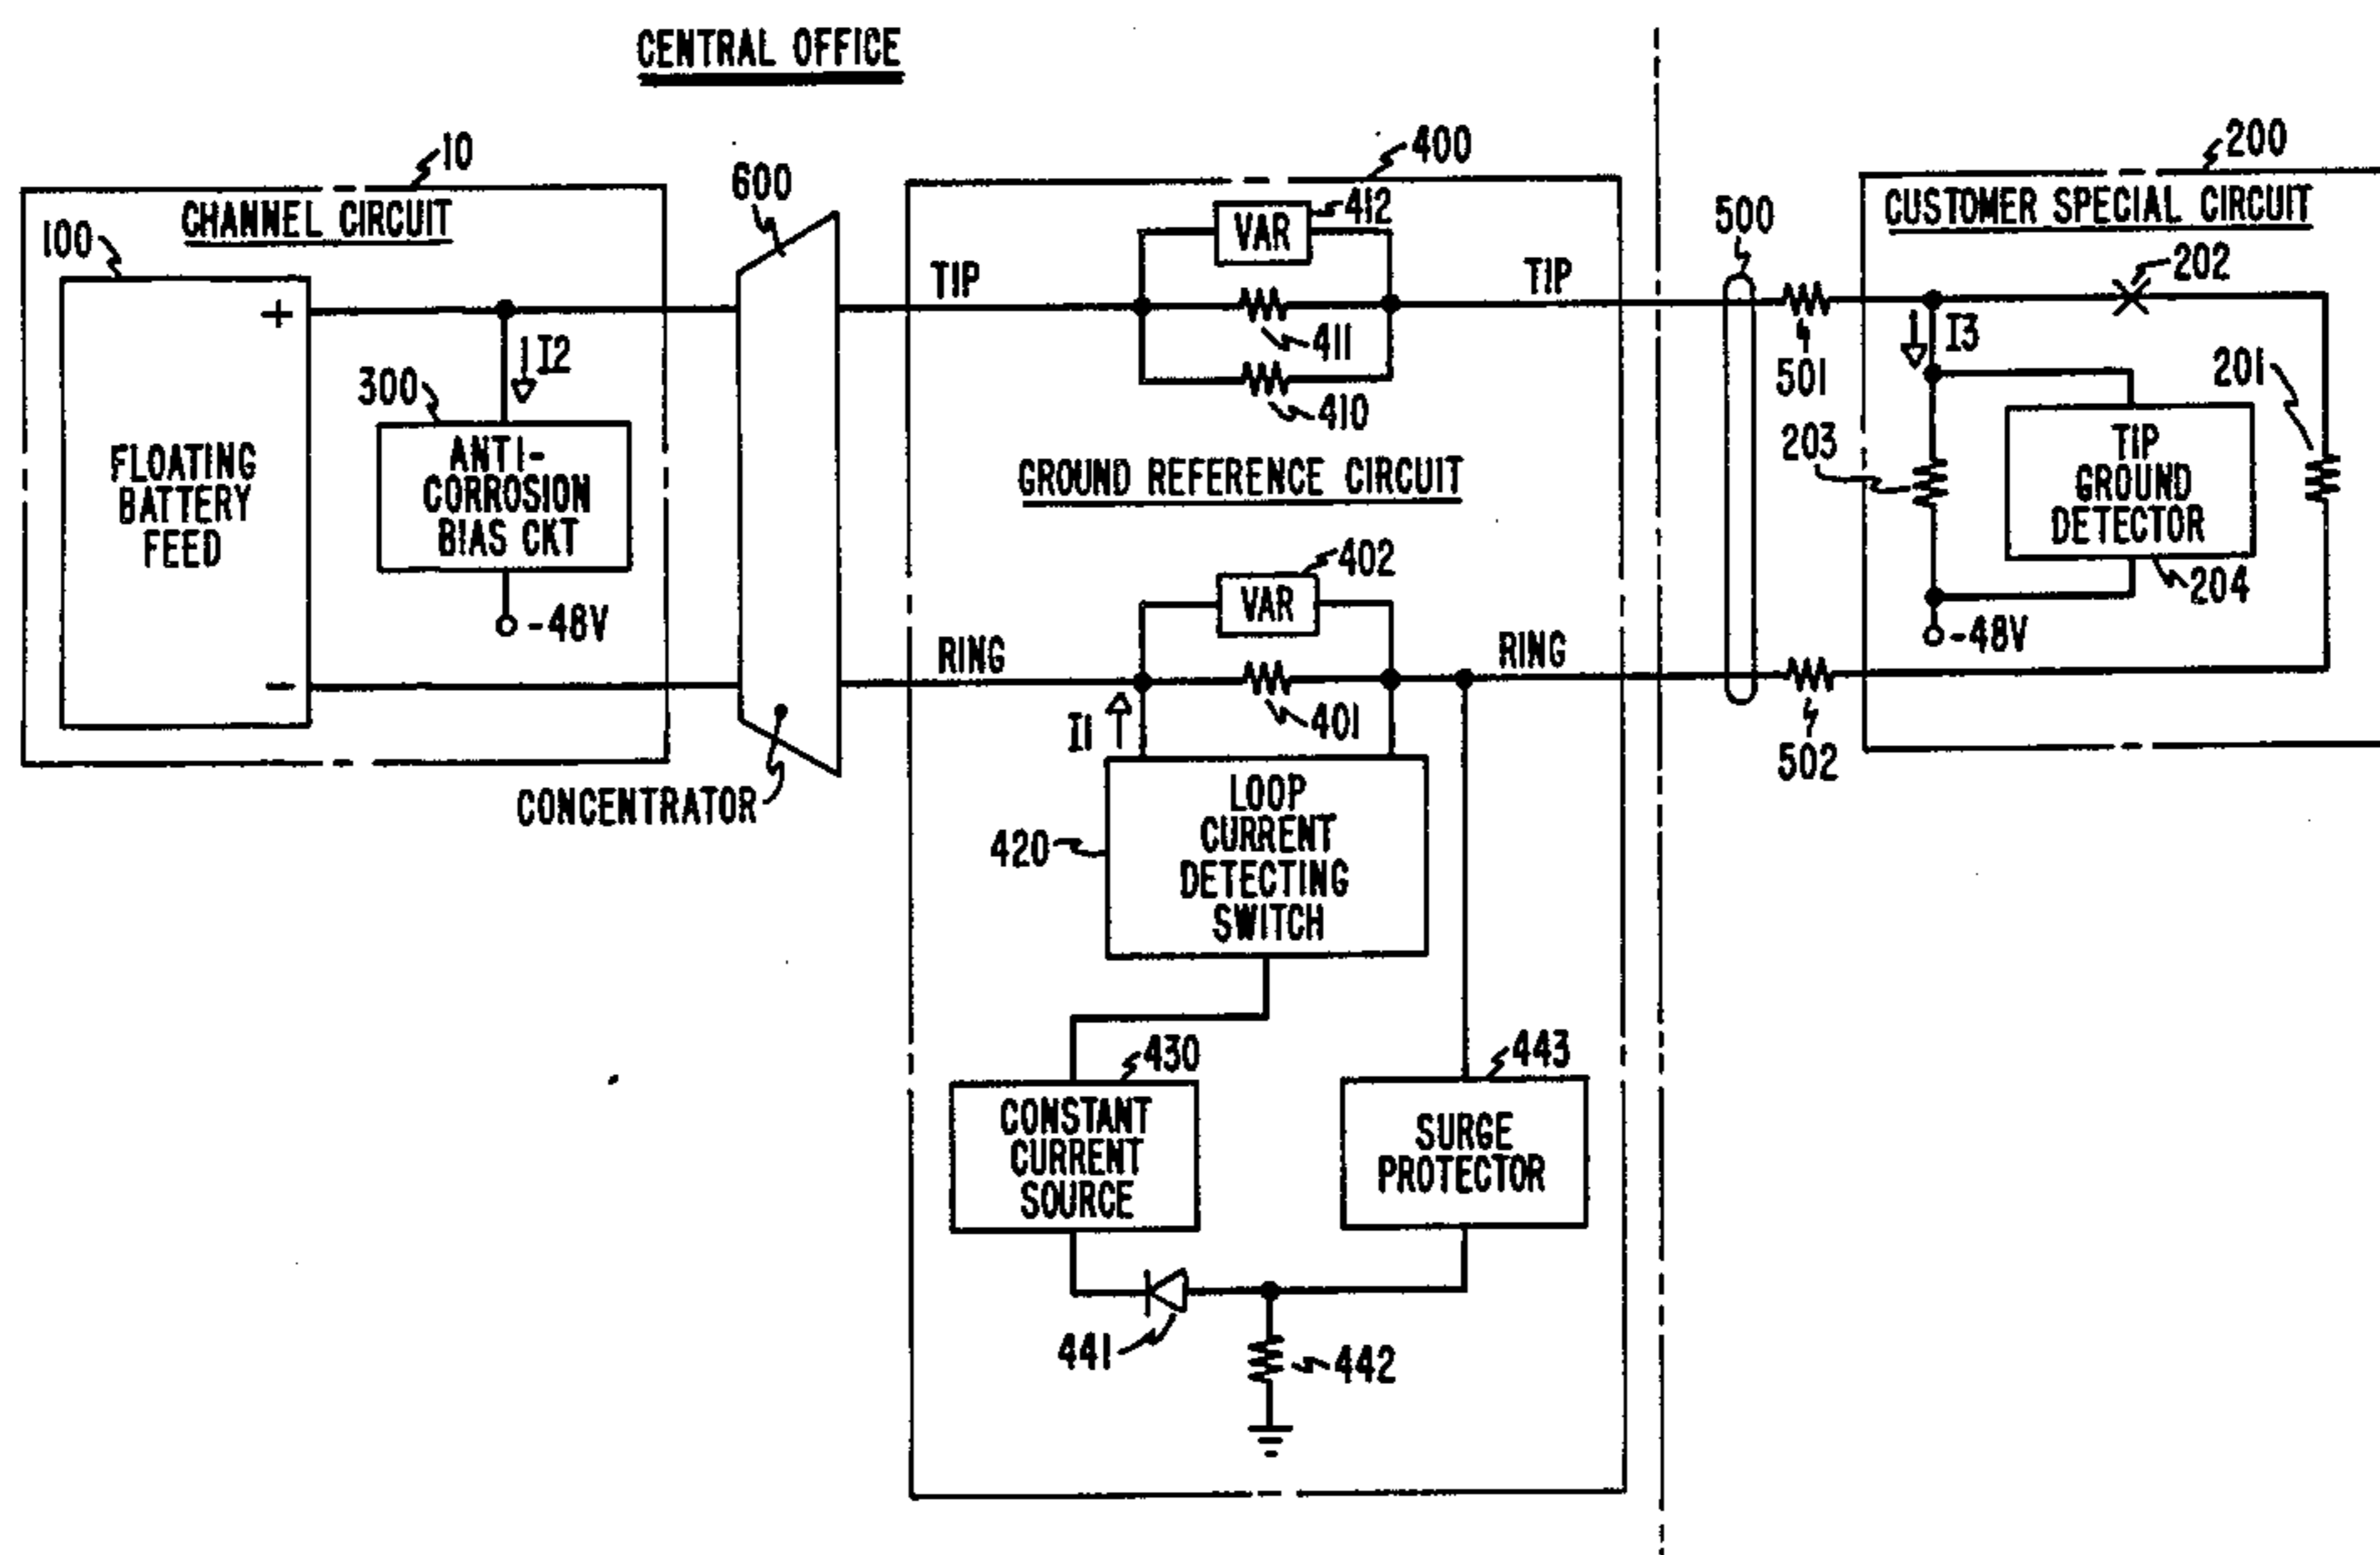 CENTRAL OFFICE
10
CHANNEL CIRCUIT
100
+
I2
300
FLOATING
BATTERY
FEED
ANTI-
CORROSION
BIAS CKT
-48V
-
600
CONCENTRATOR
400
412
VAR
TIP
TIP
411
410
GROUND REFERENCE CIRCUIT
402
VAR
RING
RING
401
I1
LOOP
CURRENT
DETECTING
SWITCH
420
430
CONSTANT
CURRENT
SOURCE
443
SURGE
PROTECTOR
441
442
500
501
502
200
CUSTOMER SPECIAL CIRCUIT
202
I3
201
203
TIP
GROUND
DETECTOR
204
-48V